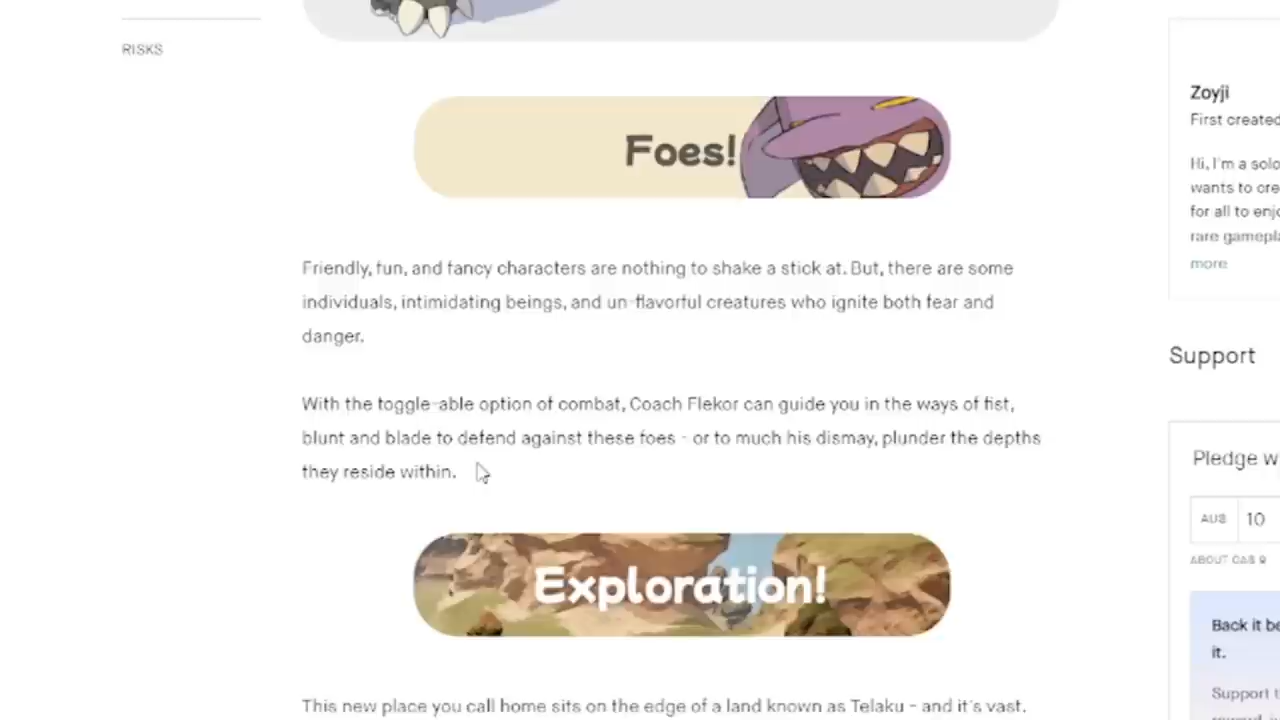 RISKS
Foes!
Friendly, fun, and fancy characters are nothing to shake a stick at. But, there are some
individuals, intimidating beings, and un-flavorful creatures who ignite both fear and
danger.
With the toggle-able option of combat, Coach Flekor can guide you in the ways of fist,
blunt and blade to defend against these foes - or to much his dismay, plunder the depths
they reside within.
Exploration!
This new place you call home sits on the edge of a land known as Telaku - and it's vast.
Zoyji
First created
Hi, I'm a solo
wants to cre
for all to enjo
rare gamepla
more
Support
Pledge w
AU$ 10
ABOUT CA$ 9
Back it be
it.
Support t